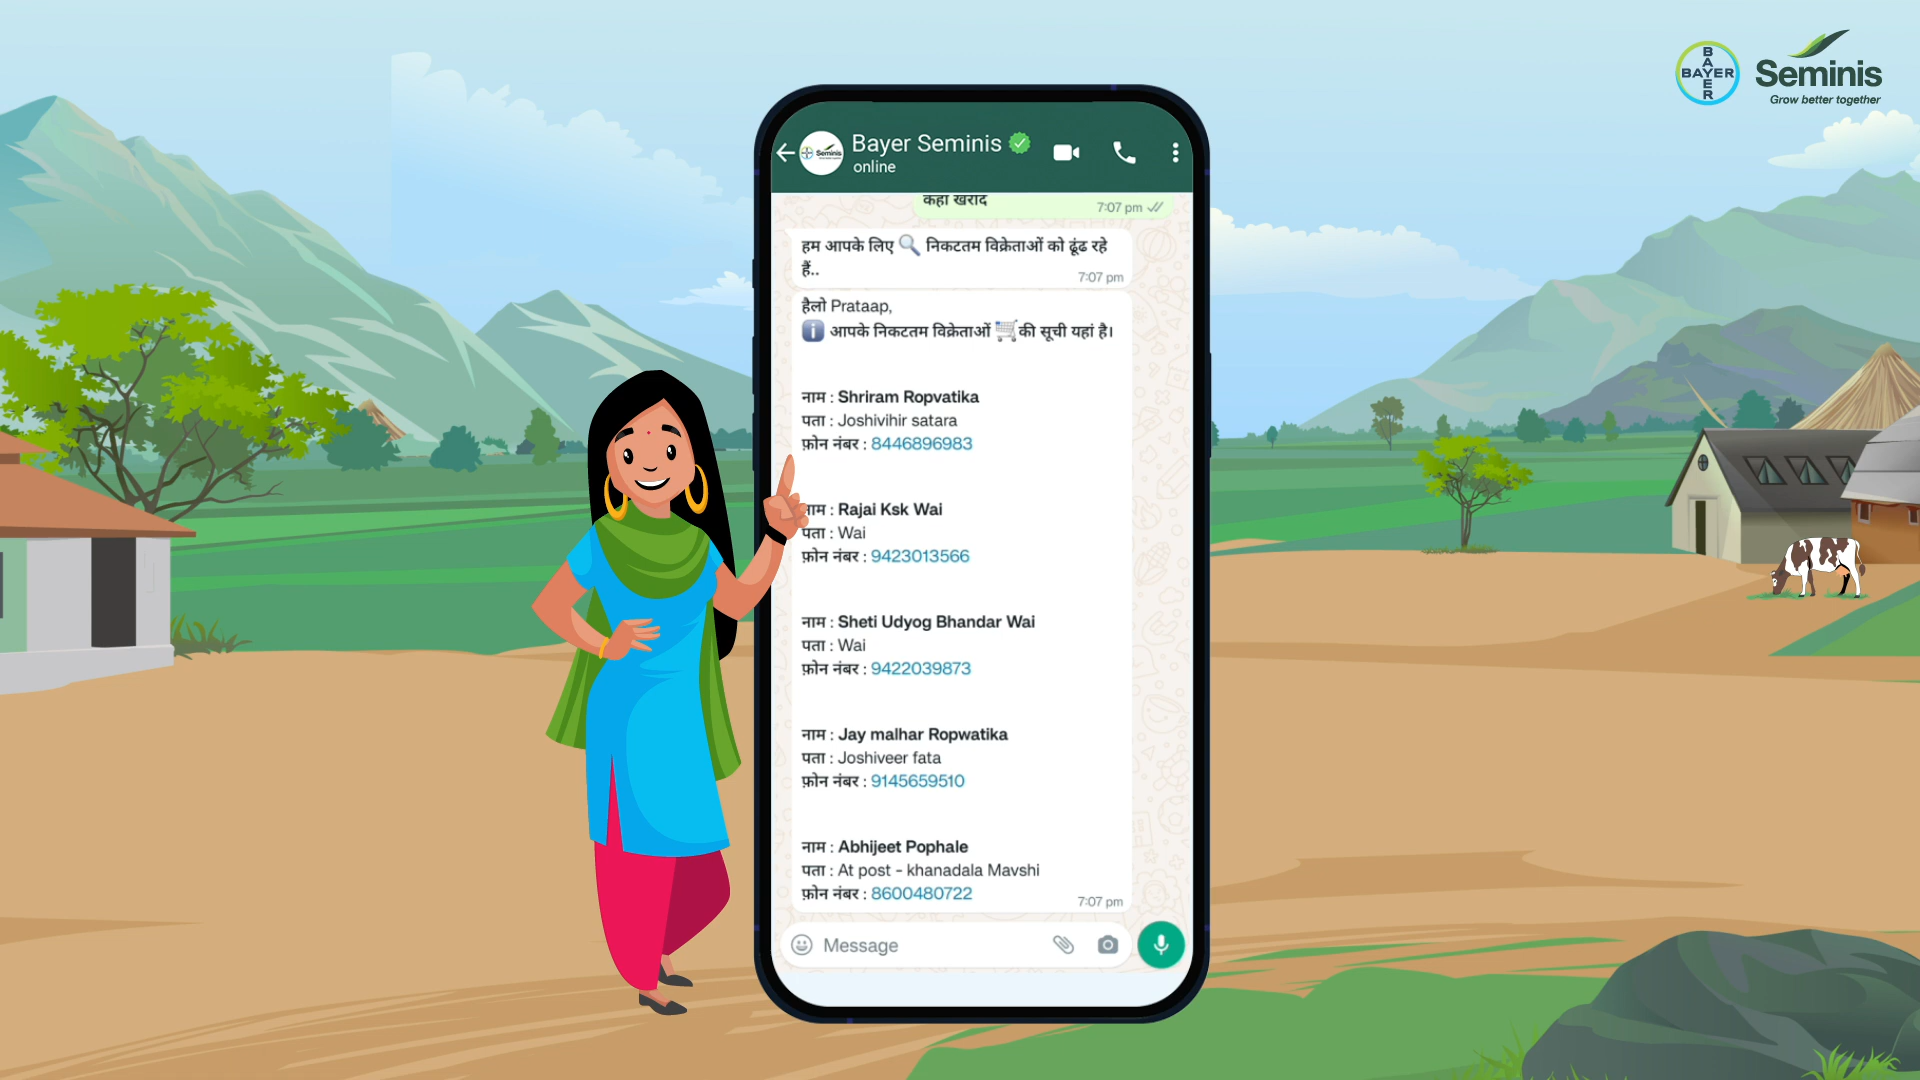 BAYER
BAYER
Seminis
Grow better together
Bayer Seminis
online
7:07 pm
हम आपके लिए 🔍 निकटतम विक्रेताओं को ढूंढ रहे
हैं..
7:07 pm
हैलो Prataap,
ℹ️ आपके निकटतम विक्रेताओं 🛒की सूची यहां है।
नाम : Shriram Ropvatika
पता : Joshivihir satara
फ़ोन नंबर : 8446896983
नाम : Rajai Ksk Wai
पता : Wai
फ़ोन नंबर : 9423013566
नाम : Sheti Udyog Bhandar Wai
पता : Wai
फ़ोन नंबर : 9422039873
नाम : Jay malhar Ropwatika
पता : Joshiveer fata
फ़ोन नंबर : 9145659510
नाम : Abhijeet Pophale
पता : At post - khanadala Mavshi
फ़ोन नंबर : 8600480722
7:07 pm
Message